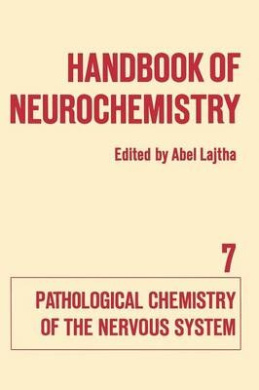 HANDBOOK OF
NEUROCHEMISTRY
Edited by Abel Lajtha
7
PATHOLOGICAL CHEMISTRY
OF THE NERVOUS SYSTEM